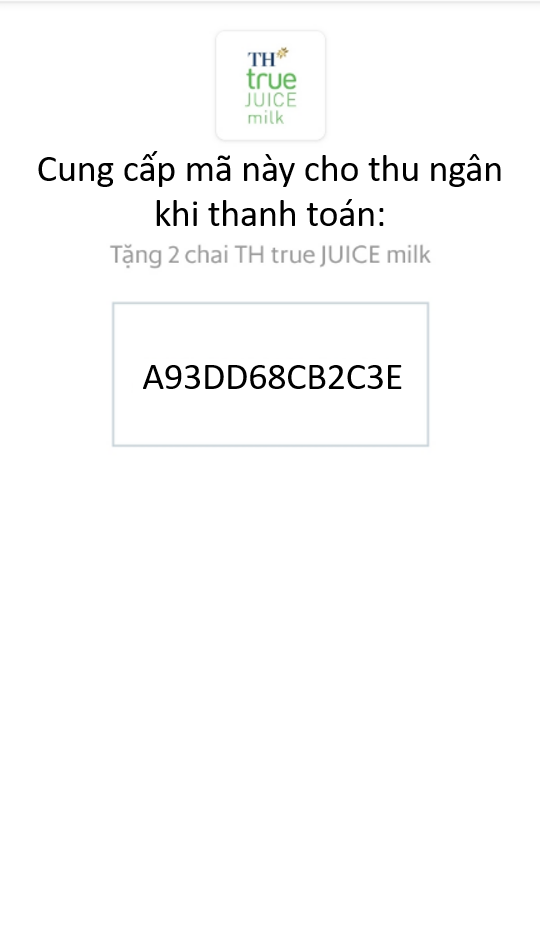 TH
true
JUICE
milk
Cung cấp mã này cho thu ngân
khi thanh toán:
Tặng 2 chai TH true JUICE milk
A93DD68CB2C3E